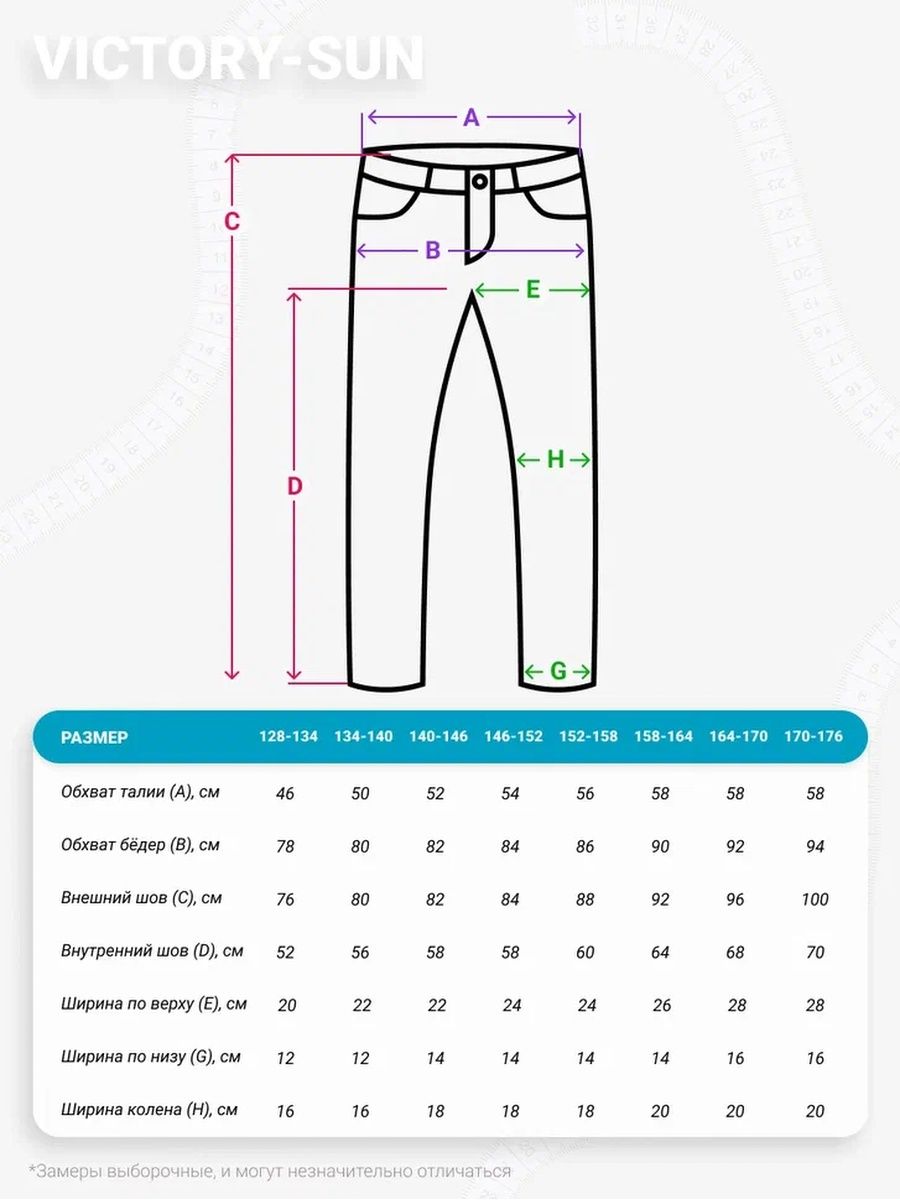 VICTORY-SUN
A
C
B
E
H
D
G
РАЗМЕР 128-134 134-140 140-146 146-152 152-158 158-164 164-170 170-176
Обхват талии (A), см 46 50 52 54 56 58 58 58
Обхват бёдер (B), см 78 80 82 84 86 90 92 94
Внешний шов (C), см 76 80 82 84 88 92 96 100
Внутренний шов (D), см 52 56 58 58 60 64 68 70
Ширина по верху (E), см 20 22 22 24 24 26 28 28
Ширина по низу (G), см 12 12 14 14 14 14 16 16
Ширина колена (H), см 16 16 18 18 18 20 20 20
*Замеры выборочные, и могут незначительно отличаться